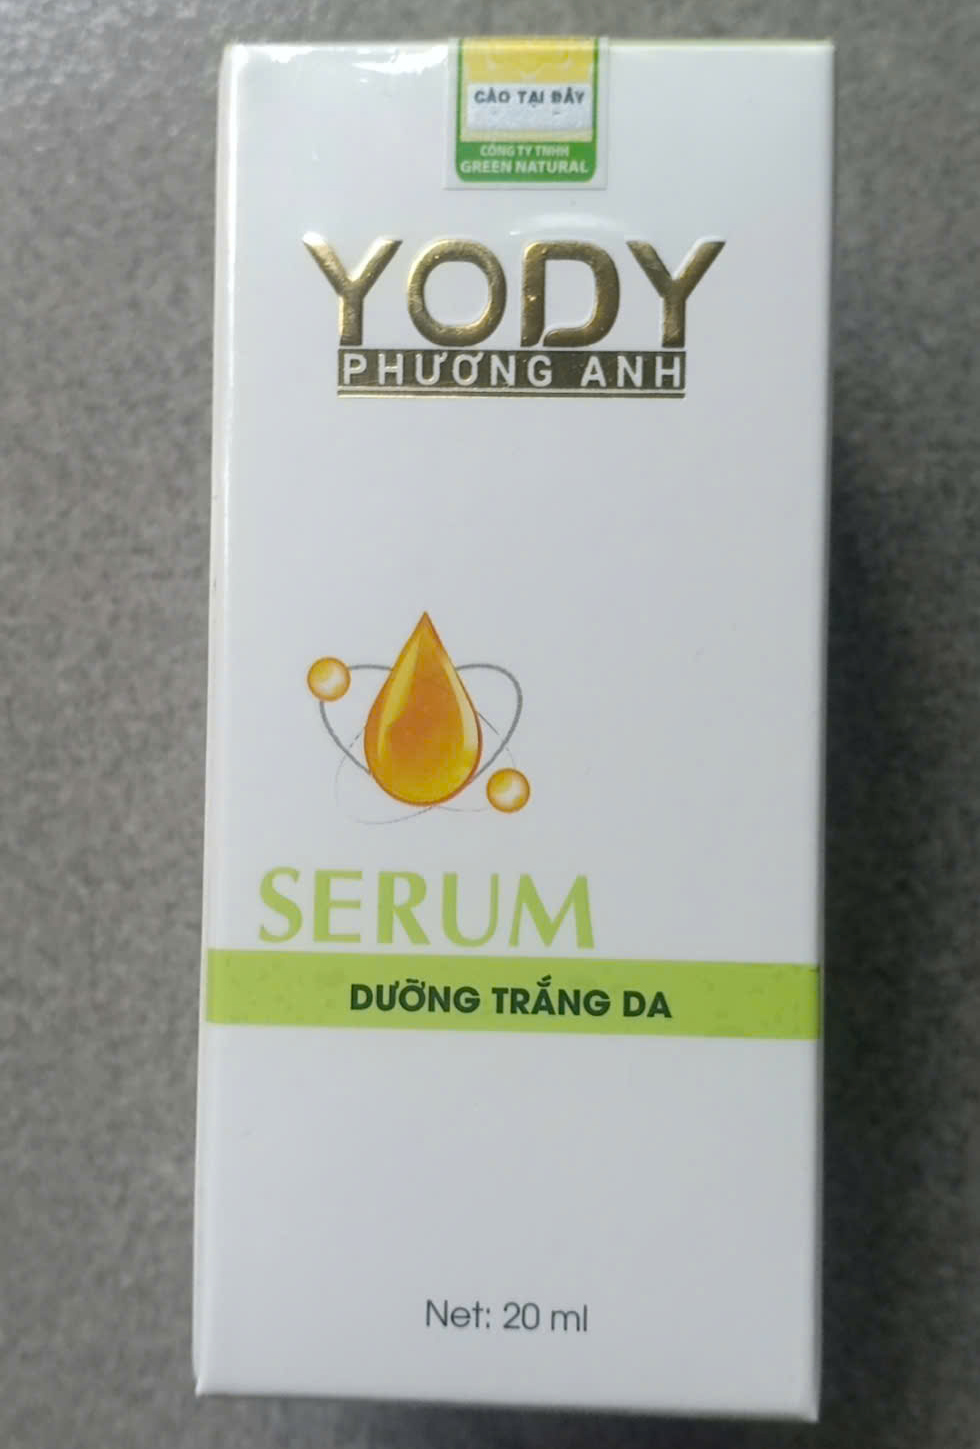 CÀO TẠI ĐÂY
CÔNG TY TNHH
GREEN NATURAL
YODY
PHƯƠNG ANH
SERUM
DƯỠNG TRẮNG DA
Net: 20 ml